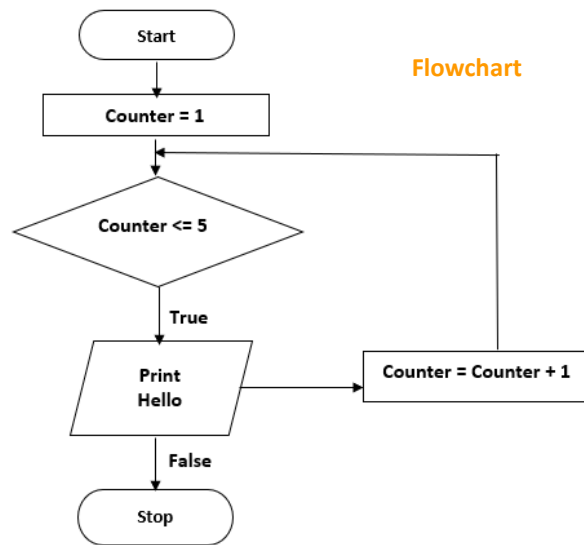 Start
Flowchart
Counter = 1
Counter <= 5
True
Print
Hello
Counter = Counter + 1
False
Stop